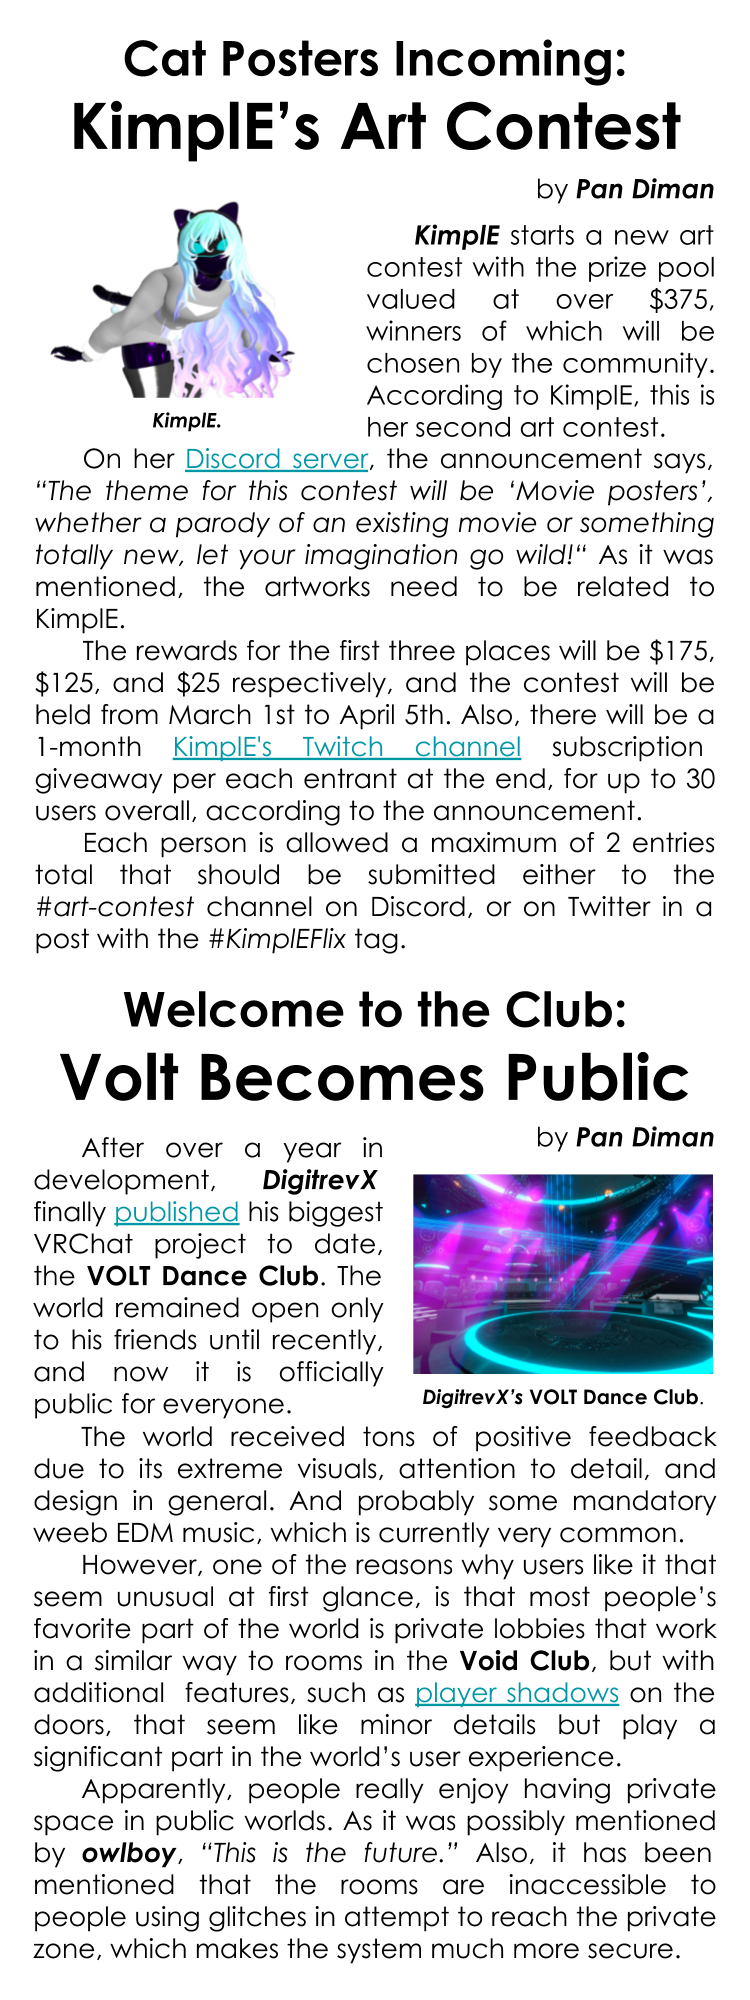 Cat Posters Incoming:
KimplE’s Art Contest
by Pan Diman
KimplE.
KimplE starts a new art
contest with the prize pool
valued at over $375,
winners of which will be
chosen by the community.
According to KimplE, this is
her second art contest.
On her Discord server, the announcement says,
“The theme for this contest will be ‘Movie posters’,
whether a parody of an existing movie or something
totally new, let your imagination go wild!“ As it was
mentioned, the artworks need to be related to
KimplE.
The rewards for the first three places will be $175,
$125, and $25 respectively, and the contest will be
held from March 1st to April 5th. Also, there will be a
1-month KimplE's Twitch channel subscription
giveaway per each entrant at the end, for up to 30
users overall, according to the announcement.
Each person is allowed a maximum of 2 entries
total that should be submitted either to the
#art-contest channel on Discord, or on Twitter in a
post with the #KimplEFlix tag.
Welcome to the Club:
Volt Becomes Public
by Pan Diman
After over a year in
development, DigitrevX
finally published his biggest
VRChat project to date,
the VOLT Dance Club. The
world remained open only
to his friends until recently,
and now it is officially
public for everyone.
DigitrevX’s VOLT Dance Club.
The world received tons of positive feedback
due to its extreme visuals, attention to detail, and
design in general. And probably some mandatory
weeb EDM music, which is currently very common.
However, one of the reasons why users like it that
seem unusual at first glance, is that most people’s
favorite part of the world is private lobbies that work
in a similar way to rooms in the Void Club, but with
additional features, such as player shadows on the
doors, that seem like minor details but play a
significant part in the world’s user experience.
Apparently, people really enjoy having private
space in public worlds. As it was possibly mentioned
by owlboy, “This is the future.” Also, it has been
mentioned that the rooms are inaccessible to
people using glitches in attempt to reach the private
zone, which makes the system much more secure.